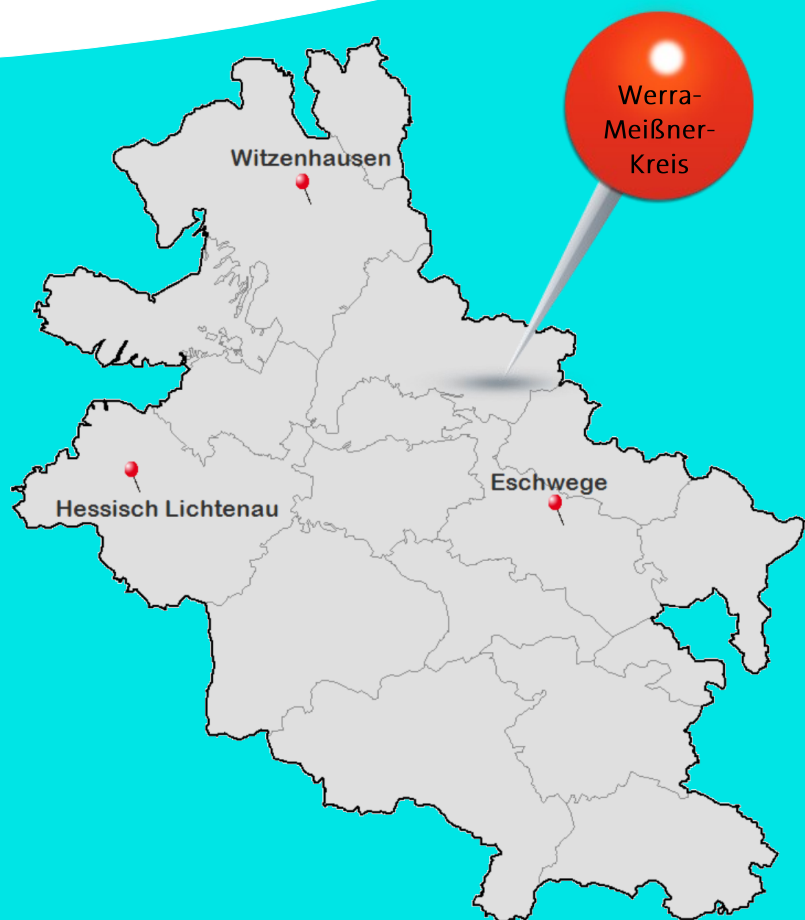 Werra-
Meißner-
Kreis
Witzenhausen
Eschwege
Hessisch Lichtenau